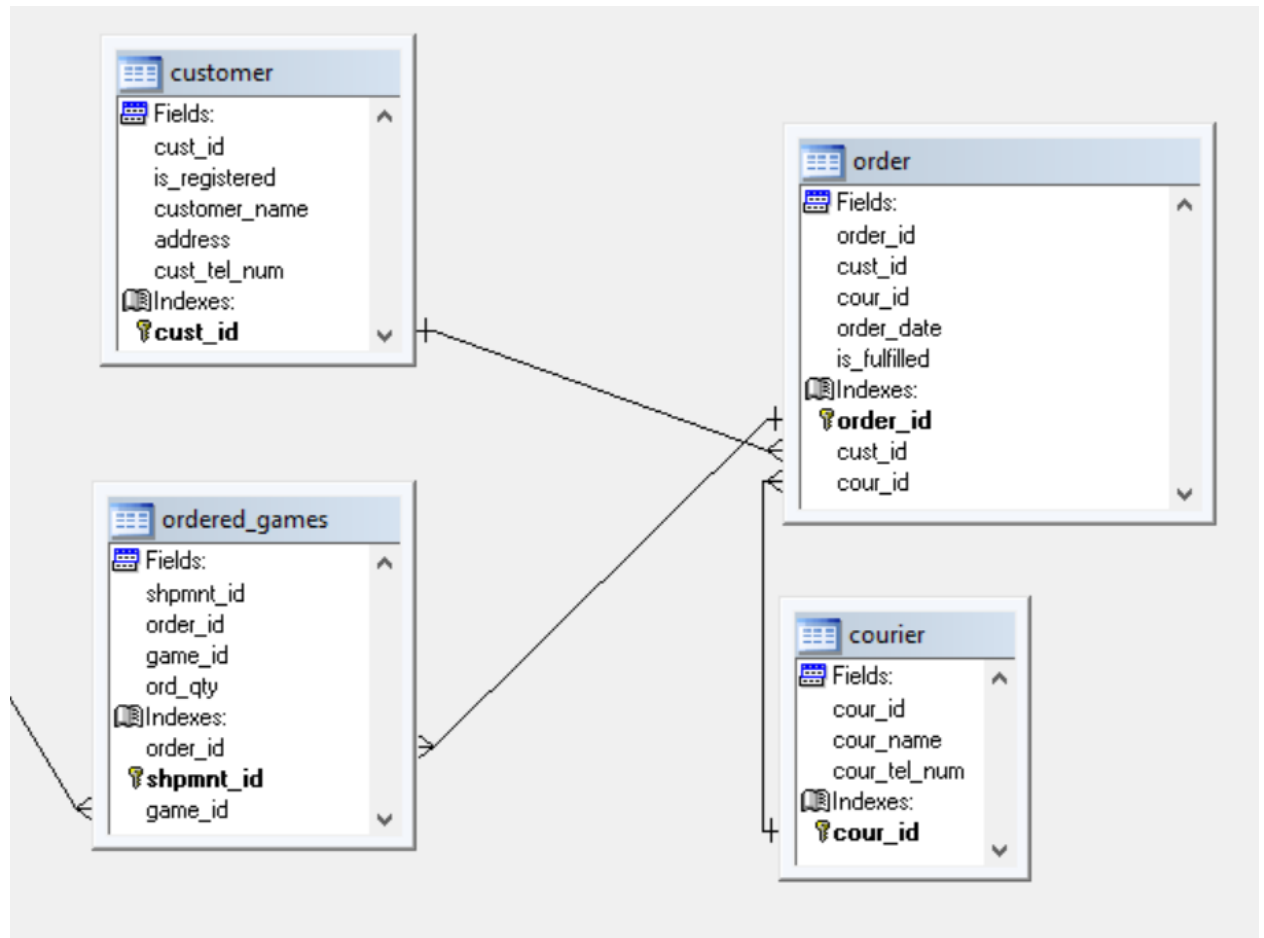 customer
Fields:
cust_id
is_registered
customer_name
address
cust_tel_num
Indexes:
cust_id
order
Fields:
order_id
cust_id
cour_id
order_date
is_fulfilled
Indexes:
order_id
cust_id
cour_id
ordered_games
Fields:
shpmnt_id
order_id
game_id
ord_qty
Indexes:
order_id
shpmnt_id
game_id
courier
Fields:
cour_id
cour_name
cour_tel_num
Indexes:
cour_id